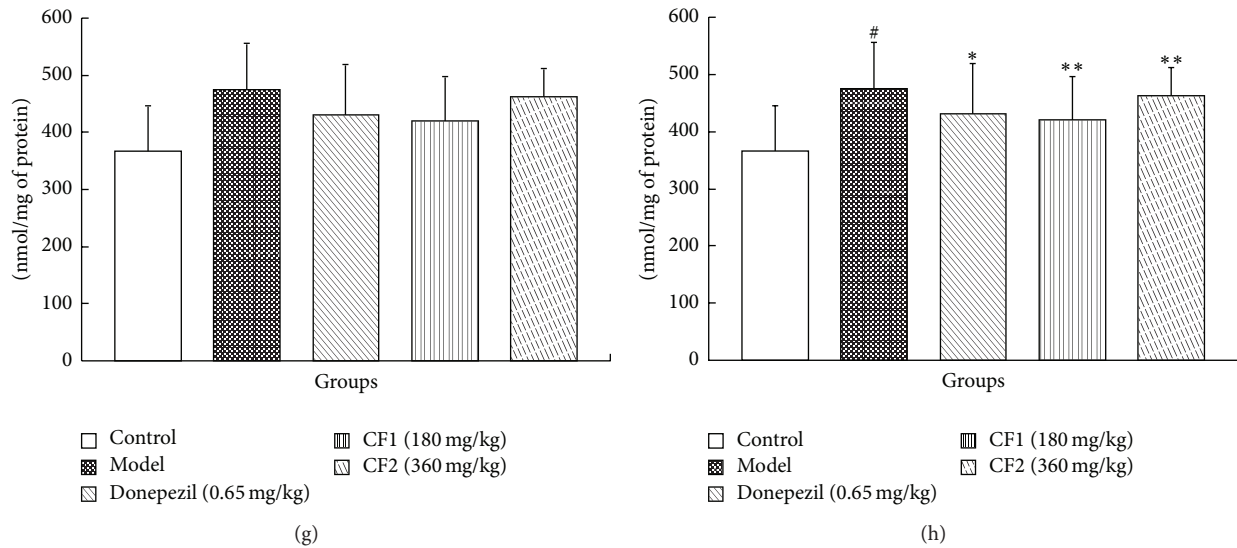 600
500
400
300
200
100
0
(nmol/mg of protein)
Groups
Control
Model
Donepezil (0.65 mg/kg)
CF1 (180 mg/kg)
CF2 (360 mg/kg)
(g)
600
500
400
300
200
100
0
(nmol/mg of protein)
#
*
**
**
Groups
Control
Model
Donepezil (0.65 mg/kg)
CF1 (180 mg/kg)
CF2 (360 mg/kg)
(h)